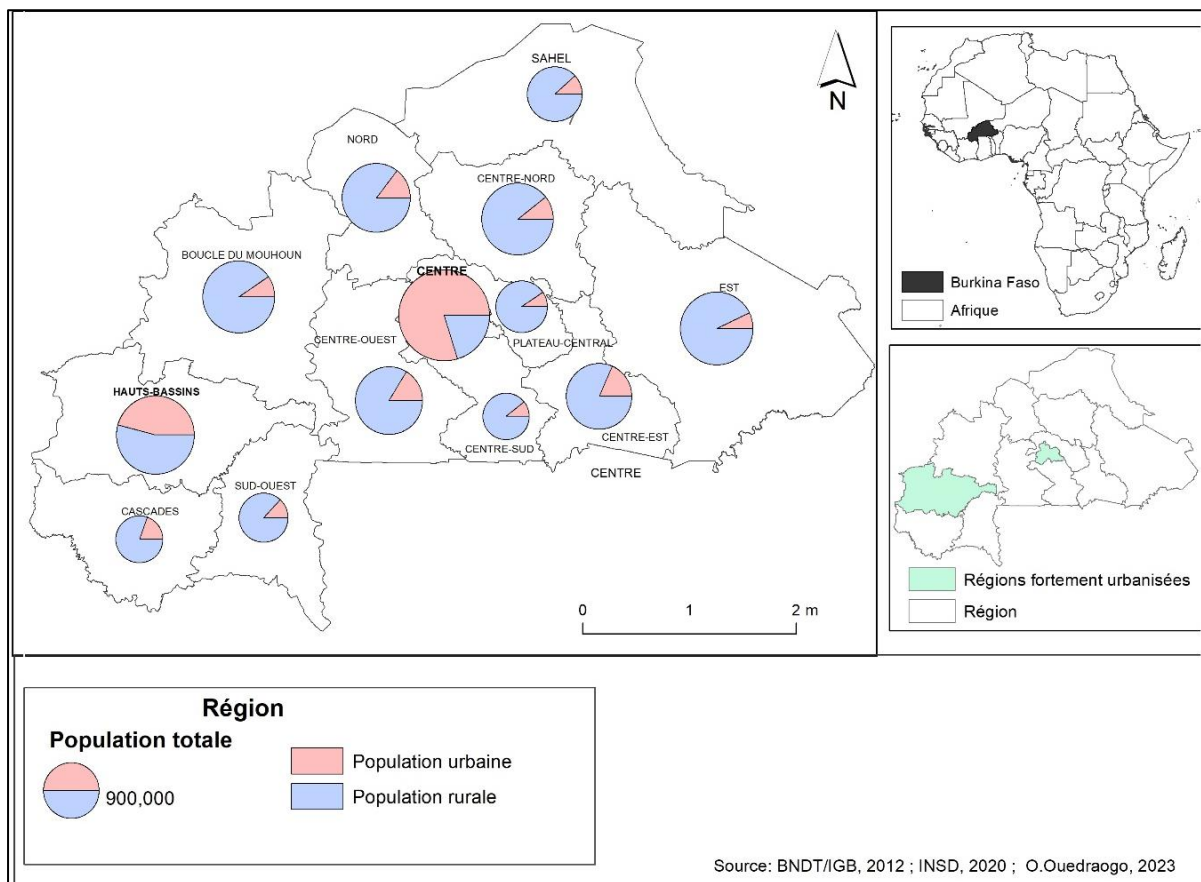 SAHEL
N
NORD
CENTRE-NORD
BOUCLE DU MOUHOUN
CENTRE
EST
CENTRE-OUEST
PLATEAU-CENTRAL
HAUTS-BASSINS
CENTRE-EST
CENTRE-SUD
CENTRE
SUD-OUEST
CASCADES
0 1 2 m
Burkina Faso
Afrique
Régions fortement urbanisées
Région
Région
Population totale
900,000
Population urbaine
Population rurale
Source: BNDT/IGB, 2012 ; INSD, 2020 ; O.Ouedraogo, 2023